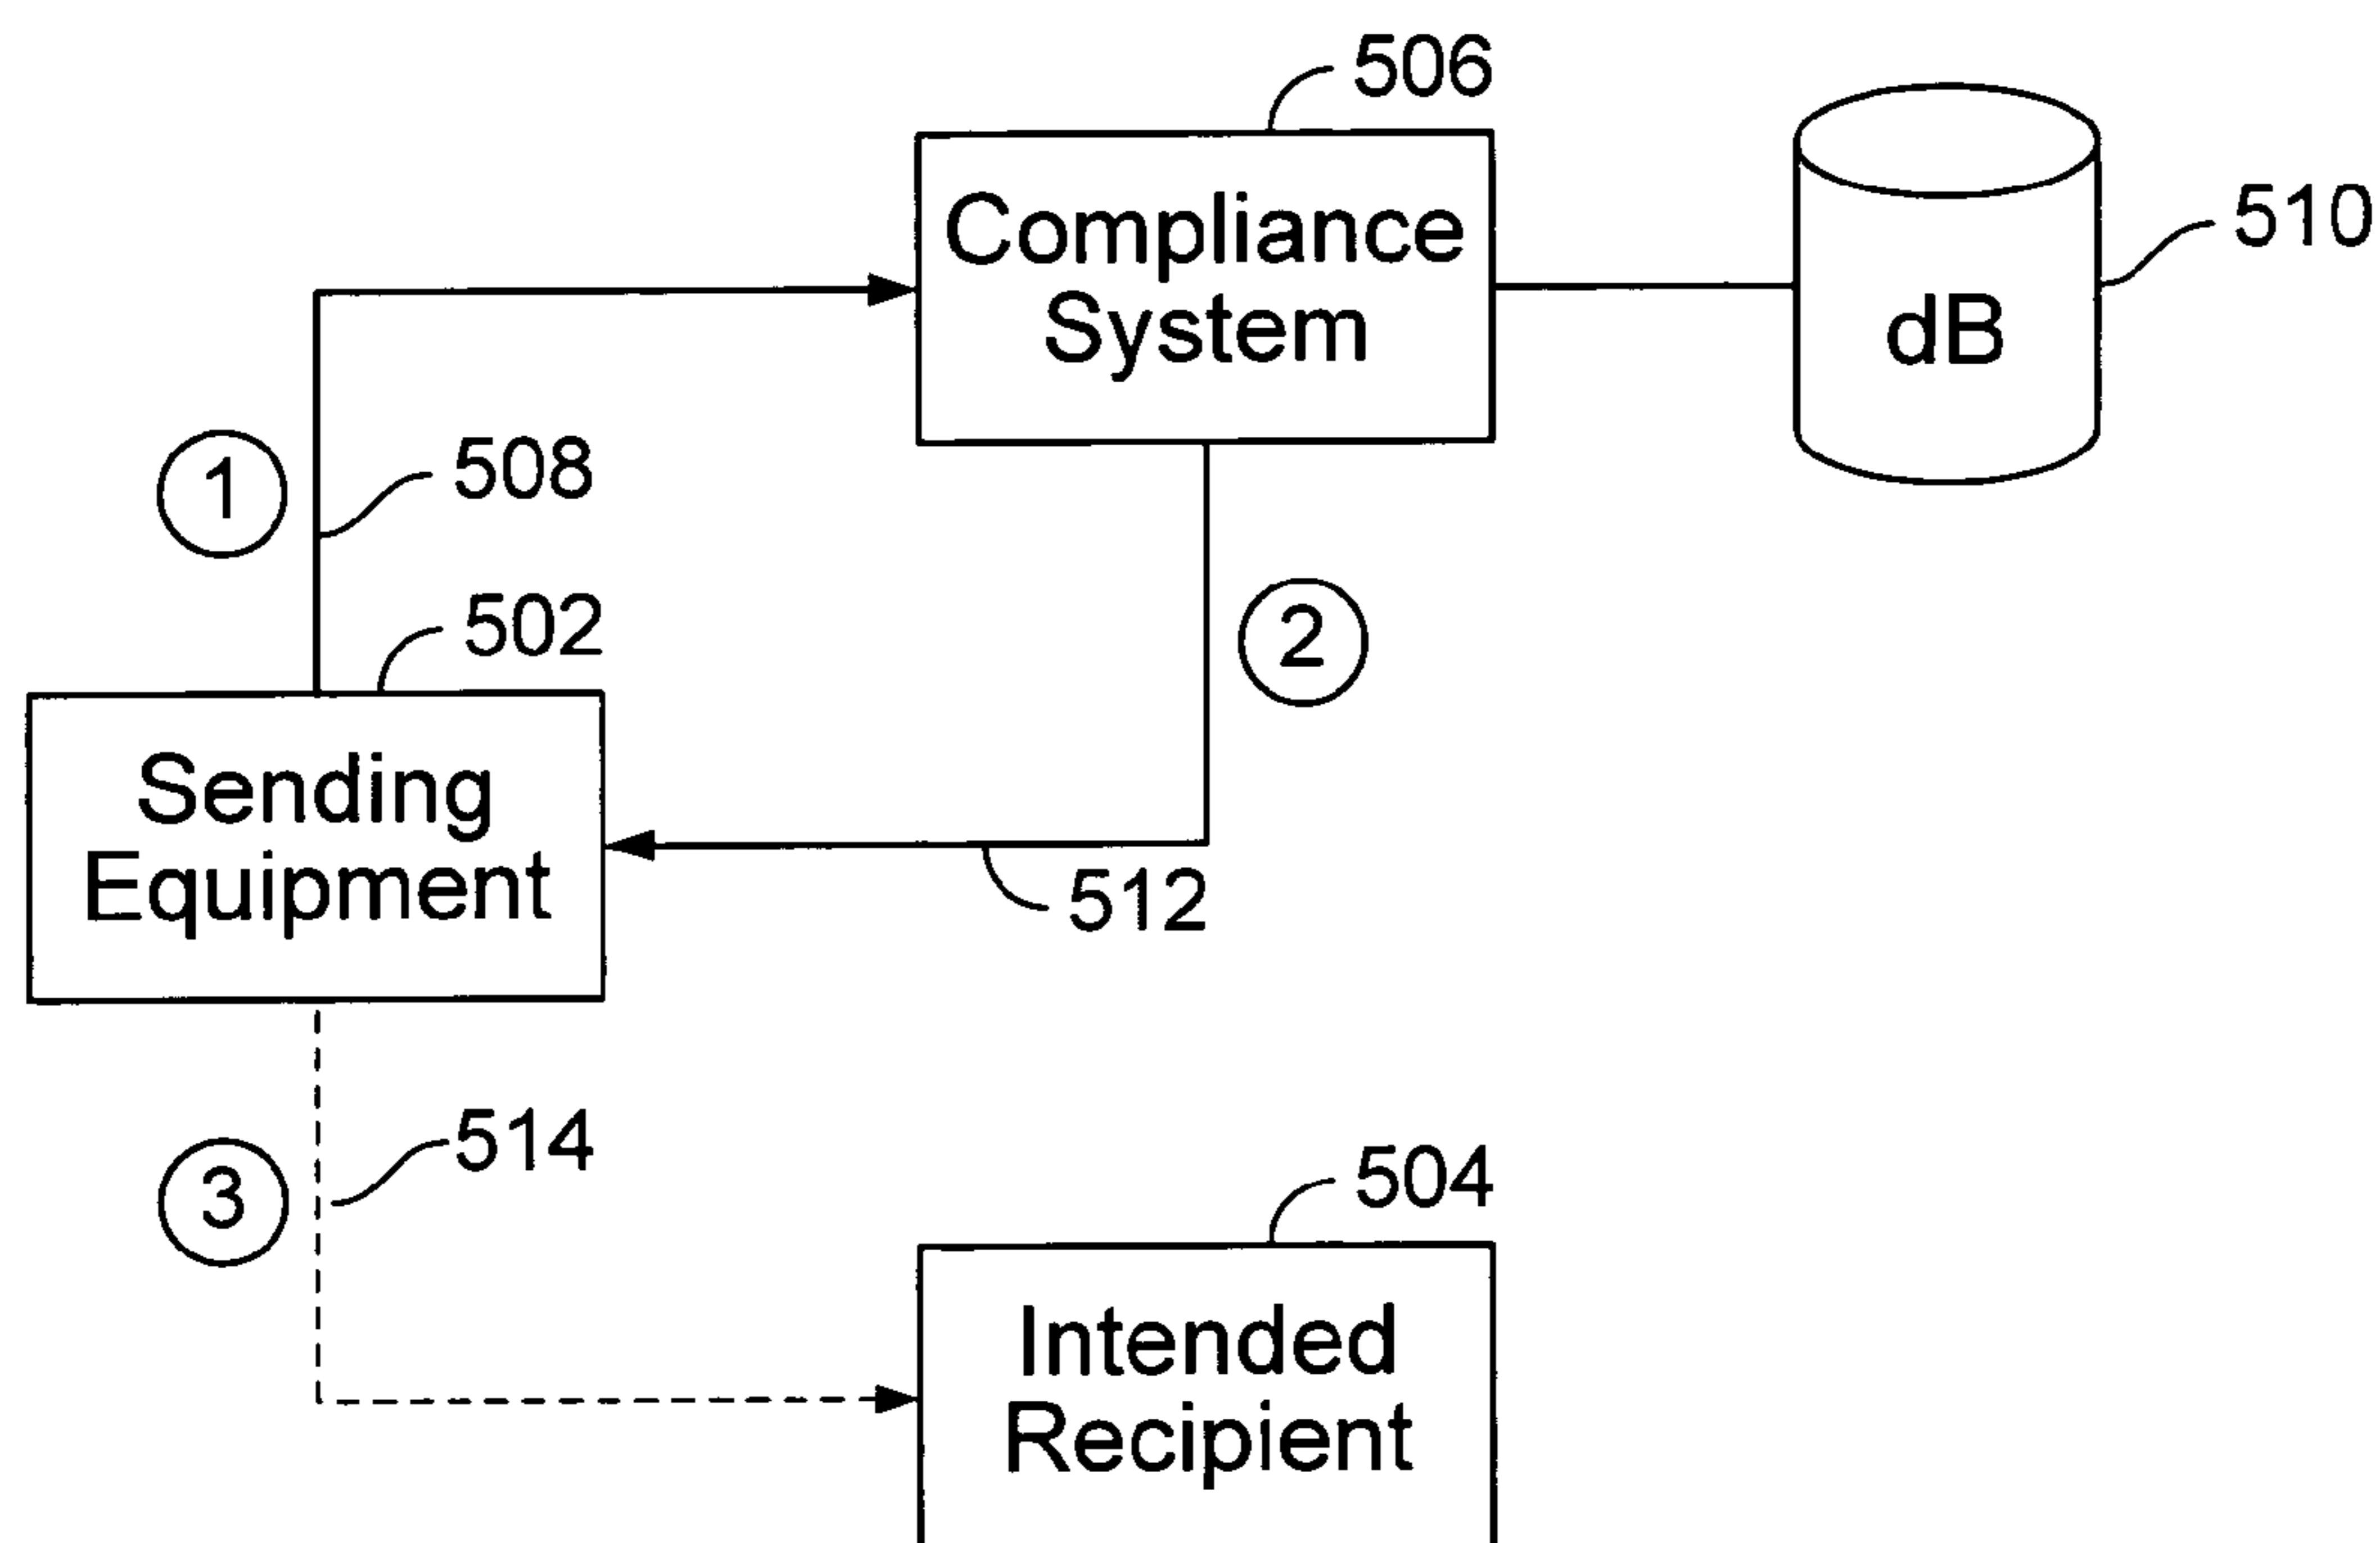 506
Compliance
System
510
dB
1
508
502
2
Sending
Equipment
512
514
3
504
Intended
Recipient